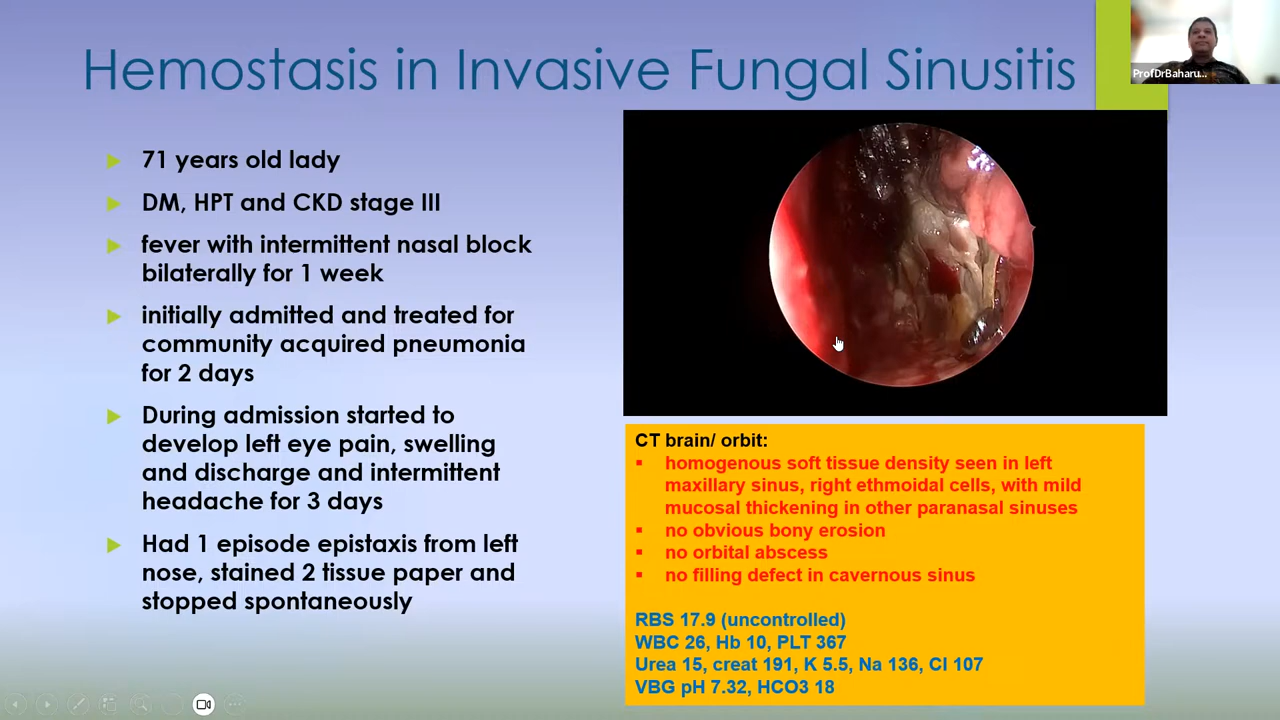 Hemostasis in Invasive Fungal Sinusitis
ProfDrBaharu...
71 years old lady
DM, HPT and CKD stage III
fever with intermittent nasal block
bilaterally for 1 week
initially admitted and treated for
community acquired pneumonia
for 2 days
During admission started to
develop left eye pain, swelling
and discharge and intermittent
headache for 3 days
Had 1 episode epistaxis from left
nose, stained 2 tissue paper and
stopped spontaneously
CT brain/ orbit:
homogenous soft tissue density seen in left
maxillary sinus, right ethmoidal cells, with mild
mucosal thickening in other paranasal sinuses
no obvious bony erosion
no orbital abscess
no filling defect in cavernous sinus
RBS 17.9 (uncontrolled)
WBC 26, Hb 10, PLT 367
Urea 15, creat 191, K 5.5, Na 136, Cl 107
VBG pH 7.32, HCO3 18